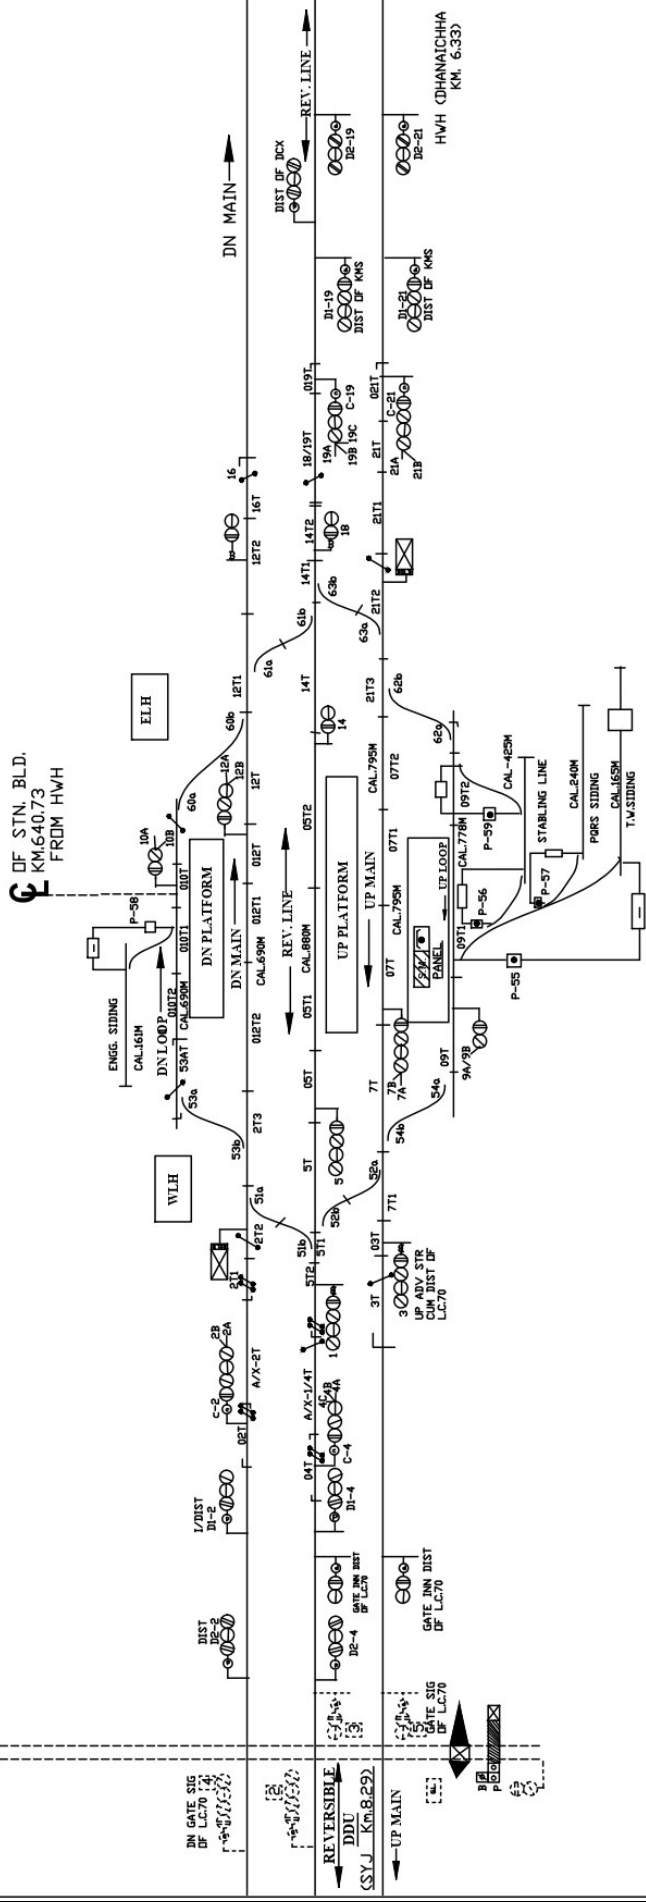 C
L OF STN. BLD.
KM.640.73
FROM HWH
HWH (DHANAICHHA
KM. 6.33)
DN MAIN
REV. LINE
DIST OF DCX
D2-19
D2-21
D1-19
DIST OF KMS
D1-21
DIST OF KMS
019T
C-19
19A
19B
19C
18/19T
021T
C-21
21A
21B
21T
16
16T
12T2
14T2
18
14T1
21T1
21T2
63b
63a
61b
61a
12T1
14T
21T3
ELH
60b
60a
62b
62a
14
12A
12B
12T
10A
10B
010T
012T
05T2
CAL.795M
07T2
09T2
CAL-425M
P-59
STABLING LINE
CAL.240M
PQRS SIDING
CAL.165M
T.W.SIDING
P-58
010T1
DN PLATFORM
DN MAIN
012T1
CAL.690M
REV. LINE
CAL.880M
UP PLATFORM
UP MAIN
07T1
CAL.795M
UP LOOP
CAL.778M
P-56
P-57
P-55
ENGG. SIDING
CAL.161M
DN LOOP
010T2
CAL.690M
012T2
05T1
07T
PANEL
09T1
53AT
53a
53b
2T3
05T
7T
7B
7A
09T
9A/9B
54a
54b
WLH
51a
51b
5T
5
52a
52b
7T1
2T2
2T1
5T1
5T2
03T
3T
3
UP ADV STR
CUM DIST OF
L.C.70
1
2B
2A
C-2
A/X-2T
A/X-1/4T
4C
4B
4A
02T
04T
C-4
I/DIST
D1-2
D1-4
DIST
D2-2
D2-4
GATE INN DIST
OF L.C.70
GATE INN DIST
OF L.C.70
GATE SIG
OF L.C.70
3
5
DN GATE SIG
OF L.C.70
4
2
REVERSIBLE
DDU
(SYJ Km.8.29)
UP MAIN
B
P